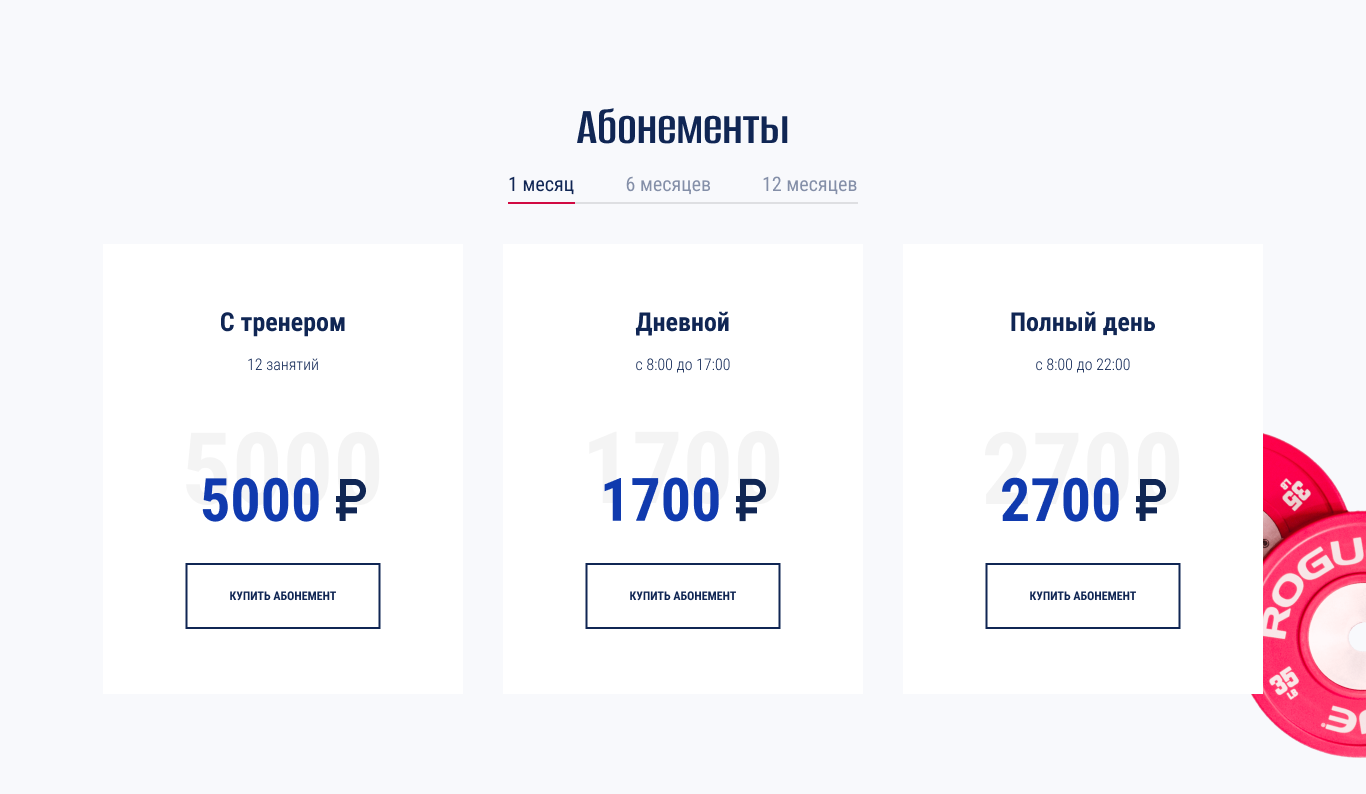 Абонементы
1 месяц 6 месяцев 12 месяцев
С тренером
12 занятий
5000
5000 ₽
КУПИТЬ АБОНЕМЕНТ
Дневной
с 8:00 до 17:00
1700
1700 ₽
КУПИТЬ АБОНЕМЕНТ
Полный день
с 8:00 до 22:00
2700
2700 ₽
КУПИТЬ АБОНЕМЕНТ
35
ROGU
35